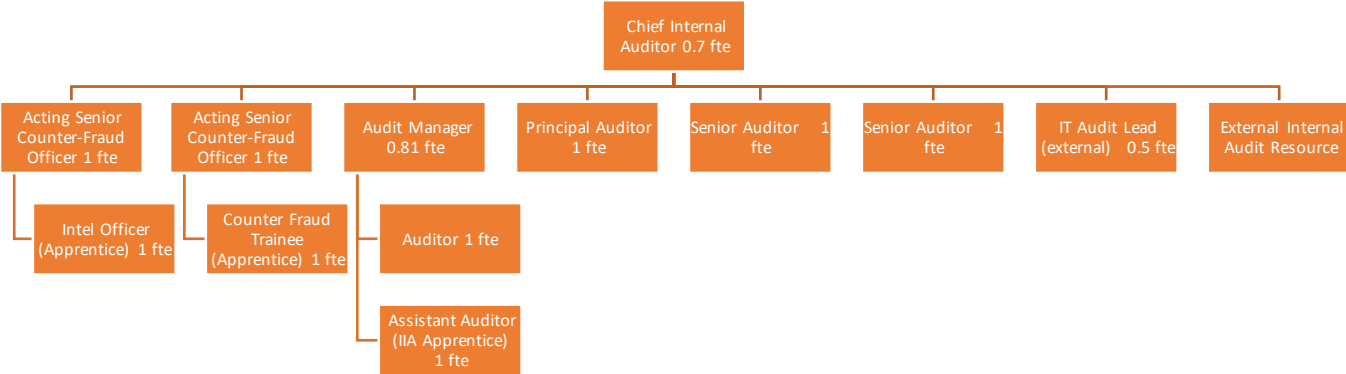 Chief Internal
Auditor 0.7 fte
Acting Senior
Counter-Fraud
Officer 1 fte
Acting Senior
Counter-Fraud
Officer 1 fte
Audit Manager
0.81 fte
Principal Auditor
1 fte
Senior Auditor 1
fte
Senior Auditor 1
fte
IT Audit Lead
(external) 0.5 fte
External Internal
Audit Resource
Intel Officer
(Apprentice) 1 fte
Counter Fraud
Trainee
(Apprentice) 1 fte
Auditor 1 fte
Assistant Auditor
(IIA Apprentice)
1 fte